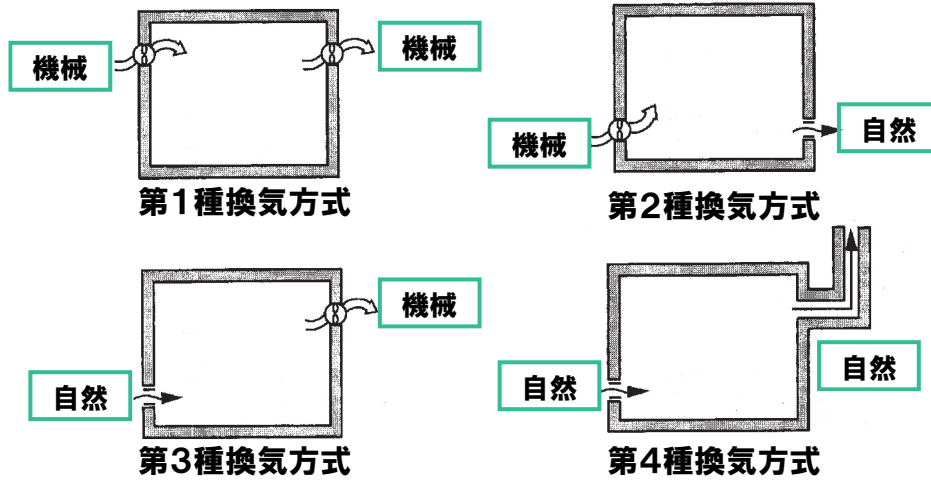 機械
機械
第1種換気方式
機械
自然
第2種換気方式
自然
機械
第3種換気方式
自然
自然
第4種換気方式